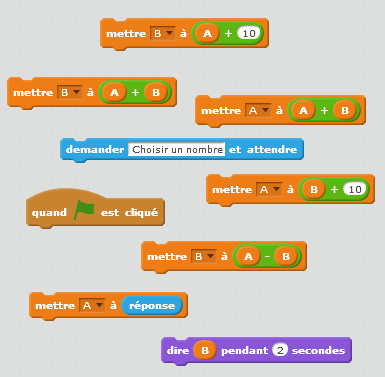 mettre B à A + 10
mettre B à A + B
mettre A à A + B
demander Choisir un nombre et attendre
mettre A à B + 10
quand est cliqué
mettre B à A - B
mettre A à réponse
dire B pendant 2 secondes